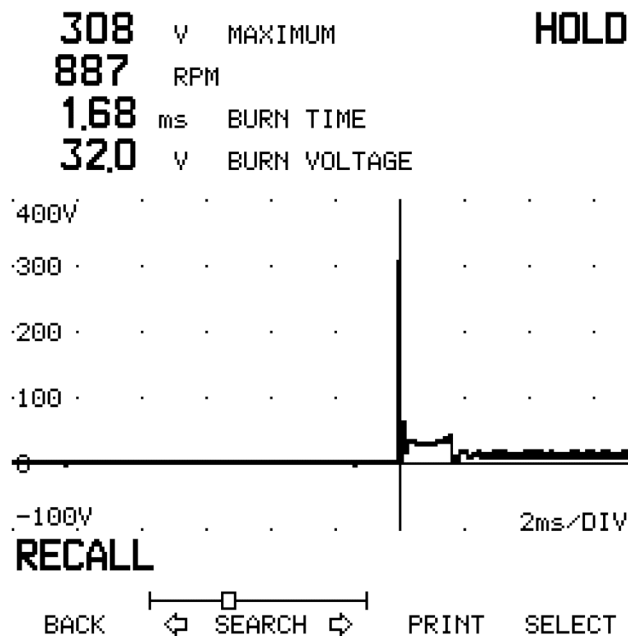 308 V MAXIMUM HOLD
887 RPM
1.68 ms BURN TIME
32.0 V BURN VOLTAGE
400V
300
200
100
0
-100V 2ms/DIV
RECALL
BACK SEARCH PRINT SELECT